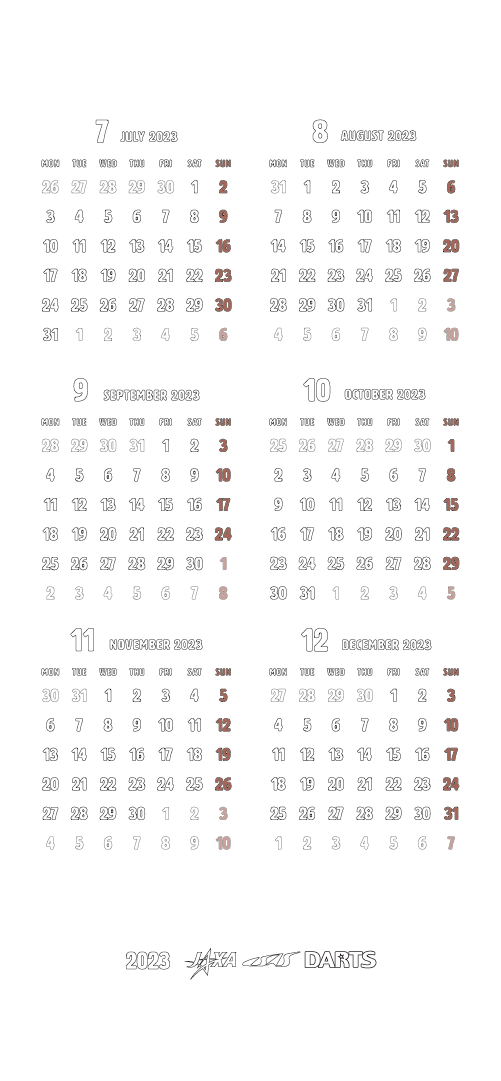 7 JULY 2023
MON TUE WED THU FRI SAT SUN
26 27 28 29 30 1 2
3 4 5 6 7 8 9
10 11 12 13 14 15 16
17 18 19 20 21 22 23
24 25 26 27 28 29 30
31 1 2 3 4 5 6
8 AUGUST 2023
MON TUE WED THU FRI SAT SUN
31 1 2 3 4 5 6
7 8 9 10 11 12 13
14 15 16 17 18 19 20
21 22 23 24 25 26 27
28 29 30 31 1 2 3
4 5 6 7 8 9 10
9 SEPTEMBER 2023
MON TUE WED THU FRI SAT SUN
28 29 30 31 1 2 3
4 5 6 7 8 9 10
11 12 13 14 15 16 17
18 19 20 21 22 23 24
25 26 27 28 29 30 1
2 3 4 5 6 7 8
10 OCTOBER 2023
MON TUE WED THU FRI SAT SUN
25 26 27 28 29 30 1
2 3 4 5 6 7 8
9 10 11 12 13 14 15
16 17 18 19 20 21 22
23 24 25 26 27 28 29
30 31 1 2 3 4 5
11 NOVEMBER 2023
MON TUE WED THU FRI SAT SUN
30 31 1 2 3 4 5
6 7 8 9 10 11 12
13 14 15 16 17 18 19
20 21 22 23 24 25 26
27 28 29 30 1 2 3
4 5 6 7 8 9 10
12 DECEMBER 2023
MON TUE WED THU FRI SAT SUN
27 28 29 30 1 2 3
4 5 6 7 8 9 10
11 12 13 14 15 16 17
18 19 20 21 22 23 24
25 26 27 28 29 30 31
1 2 3 4 5 6 7
2023 JAXA ISAS DARTS